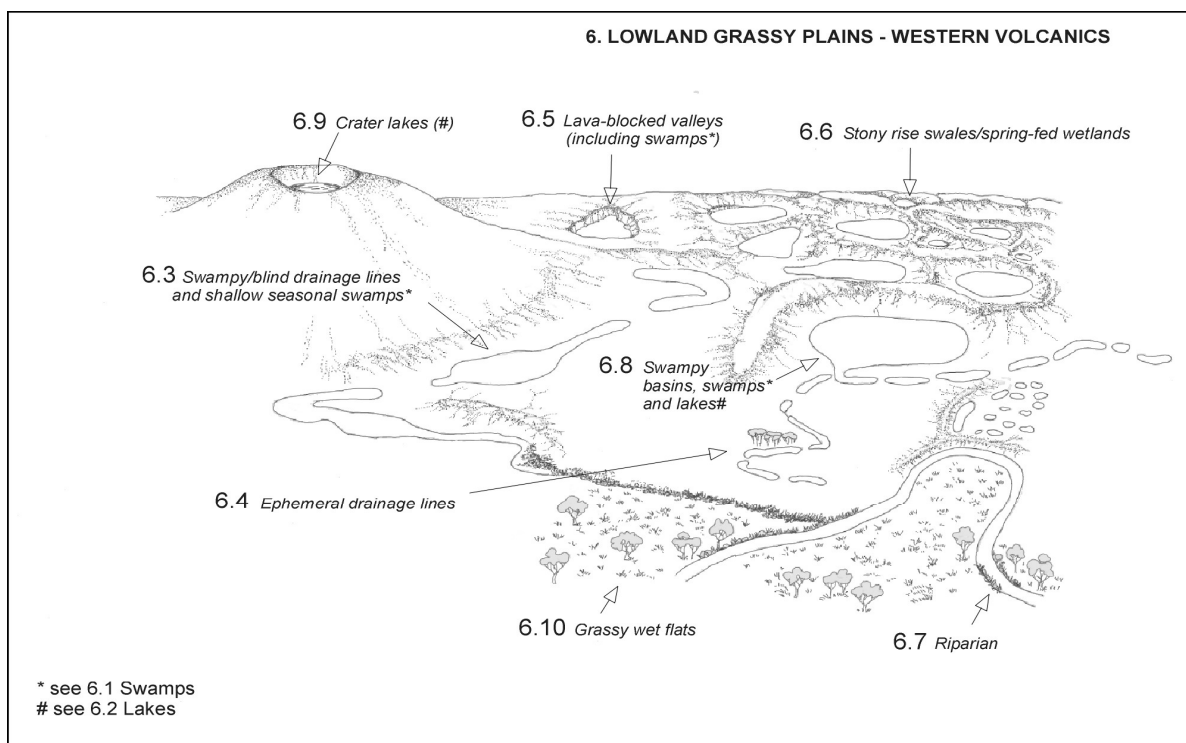 6. LOWLAND GRASSY PLAINS - WESTERN VOLCANICS
6.9 Crater lakes (#)
6.5 Lava-blocked valleys
(including swamps*)
6.6 Stony rise swales/spring-fed wetlands
6.3 Swampy/blind drainage lines
and shallow seasonal swamps*
6.8 Swampy
basins, swamps*
and lakes#
6.4 Ephemeral drainage lines
6.10 Grassy wet flats
6.7 Riparian
* see 6.1 Swamps
# see 6.2 Lakes